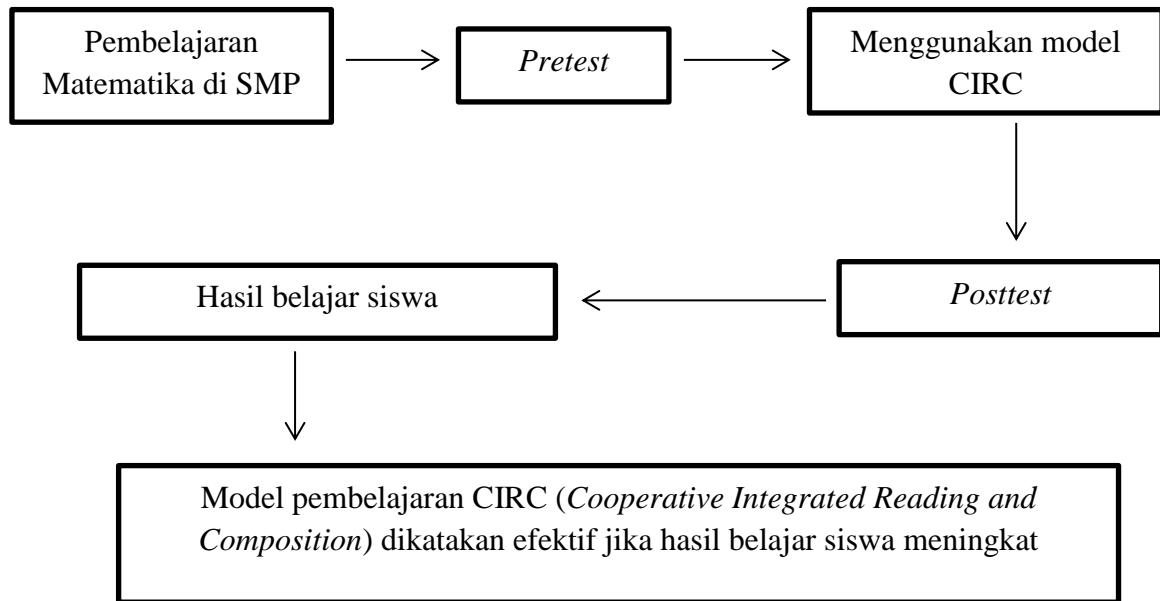 Pembelajaran
Matematika di SMP
Pretest
Menggunakan model
CIRC
Posttest
Hasil belajar siswa
Model pembelajaran CIRC (Cooperative Integrated Reading and
Composition) dikatakan efektif jika hasil belajar siswa meningkat